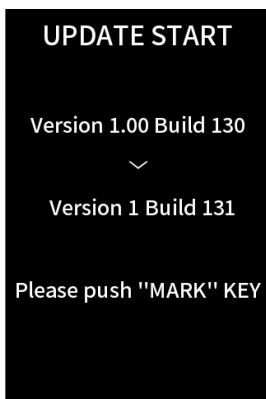 UPDATE START
Version 1.00 Build 130
Version 1 Build 131
Please push "MARK" KEY